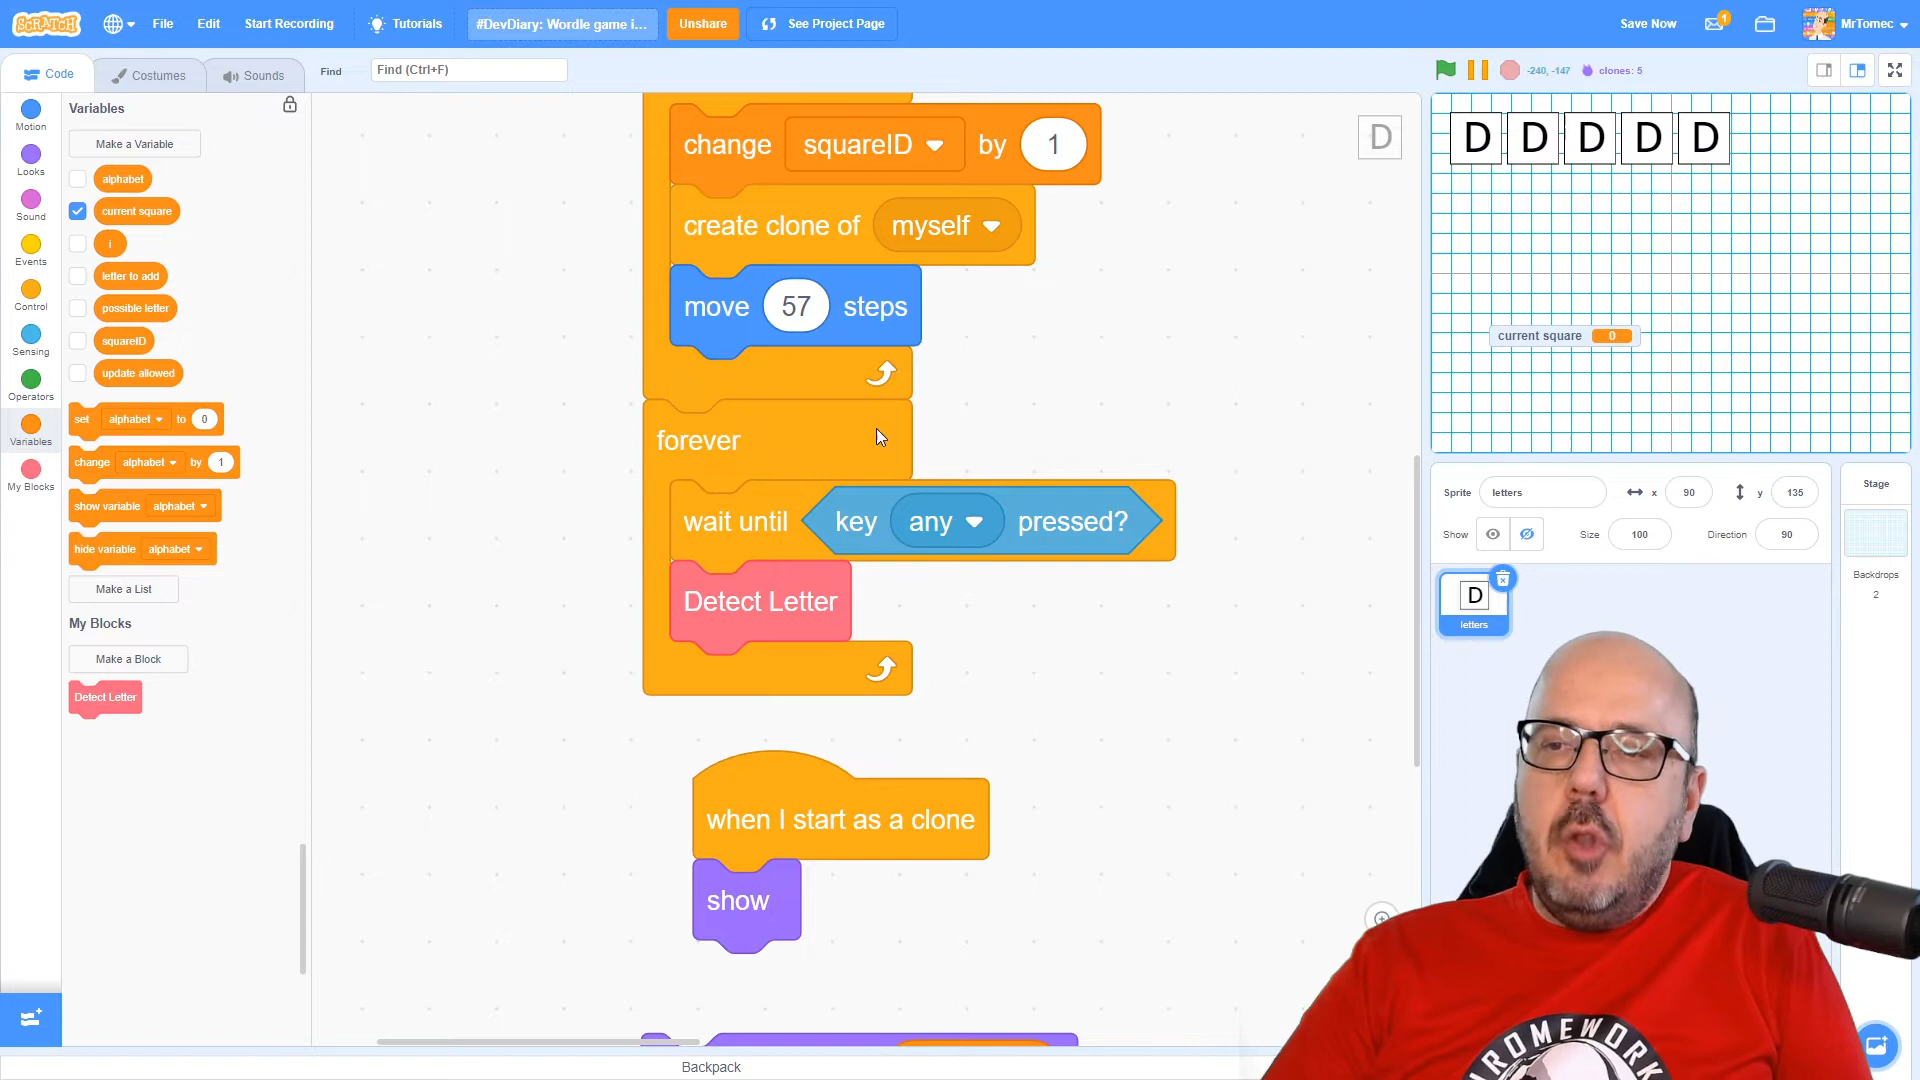 SCRATCH File Edit Start Recording Tutorials #DevDiary: Wordle game i... Unshare See Project Page Save Now 1 MrTomec
Code Costumes Sounds Find Find (Ctrl+F) -240, -147 clones: 5
Motion
Looks
Sound
Events
Control
Sensing
Operators
Variables
My Blocks
Variables
Make a Variable
alphabet
current square
i
letter to add
possible letter
squareID
update allowed
set alphabet to 0
change alphabet by 1
show variable alphabet
hide variable alphabet
Make a List
My Blocks
Make a Block
Detect Letter
change squareID by 1
create clone of myself
move 57 steps
forever
wait until key any pressed?
Detect Letter
when I start as a clone
show
D
Backpack
D D D D D
current square 0
Sprite letters x 90 y 135
Show Size 100 Direction 90
D
letters
Stage
Backdrops
2
ROMEWORK